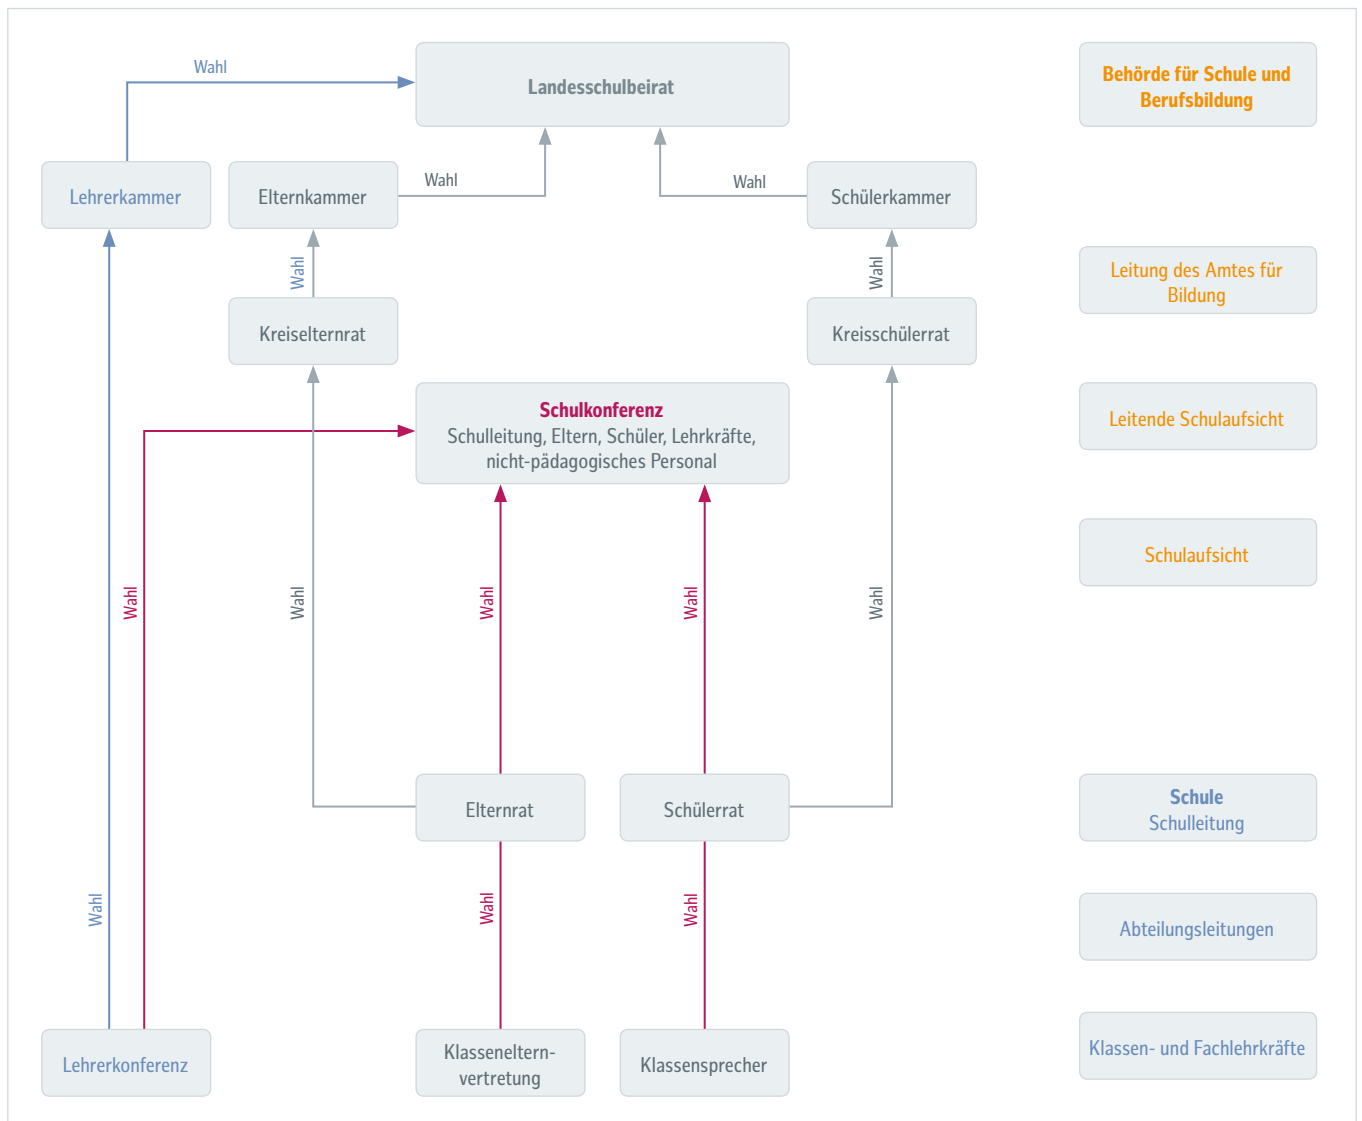 Wahl
Landesschulbeirat
Behörde für Schule und
Berufsbildung
Lehrerkammer
Elternkammer
Wahl
Wahl
Schülerkammer
Wahl
Wahl
Leitung des Amtes für
Bildung
Kreiselternrat
Kreisschülerrat
Schulkonferenz
Schulleitung, Eltern, Schüler, Lehrkräfte,
nicht-pädagogisches Personal
Leitende Schulaufsicht
Schulaufsicht
Wahl
Wahl
Wahl
Wahl
Wahl
Elternrat
Schülerrat
Schule
Schulleitung
Wahl
Wahl
Wahl
Abteilungsleitungen
Lehrerkonferenz
Klasseneltern-
vertretung
Klassensprecher
Klassen- und Fachlehrkräfte